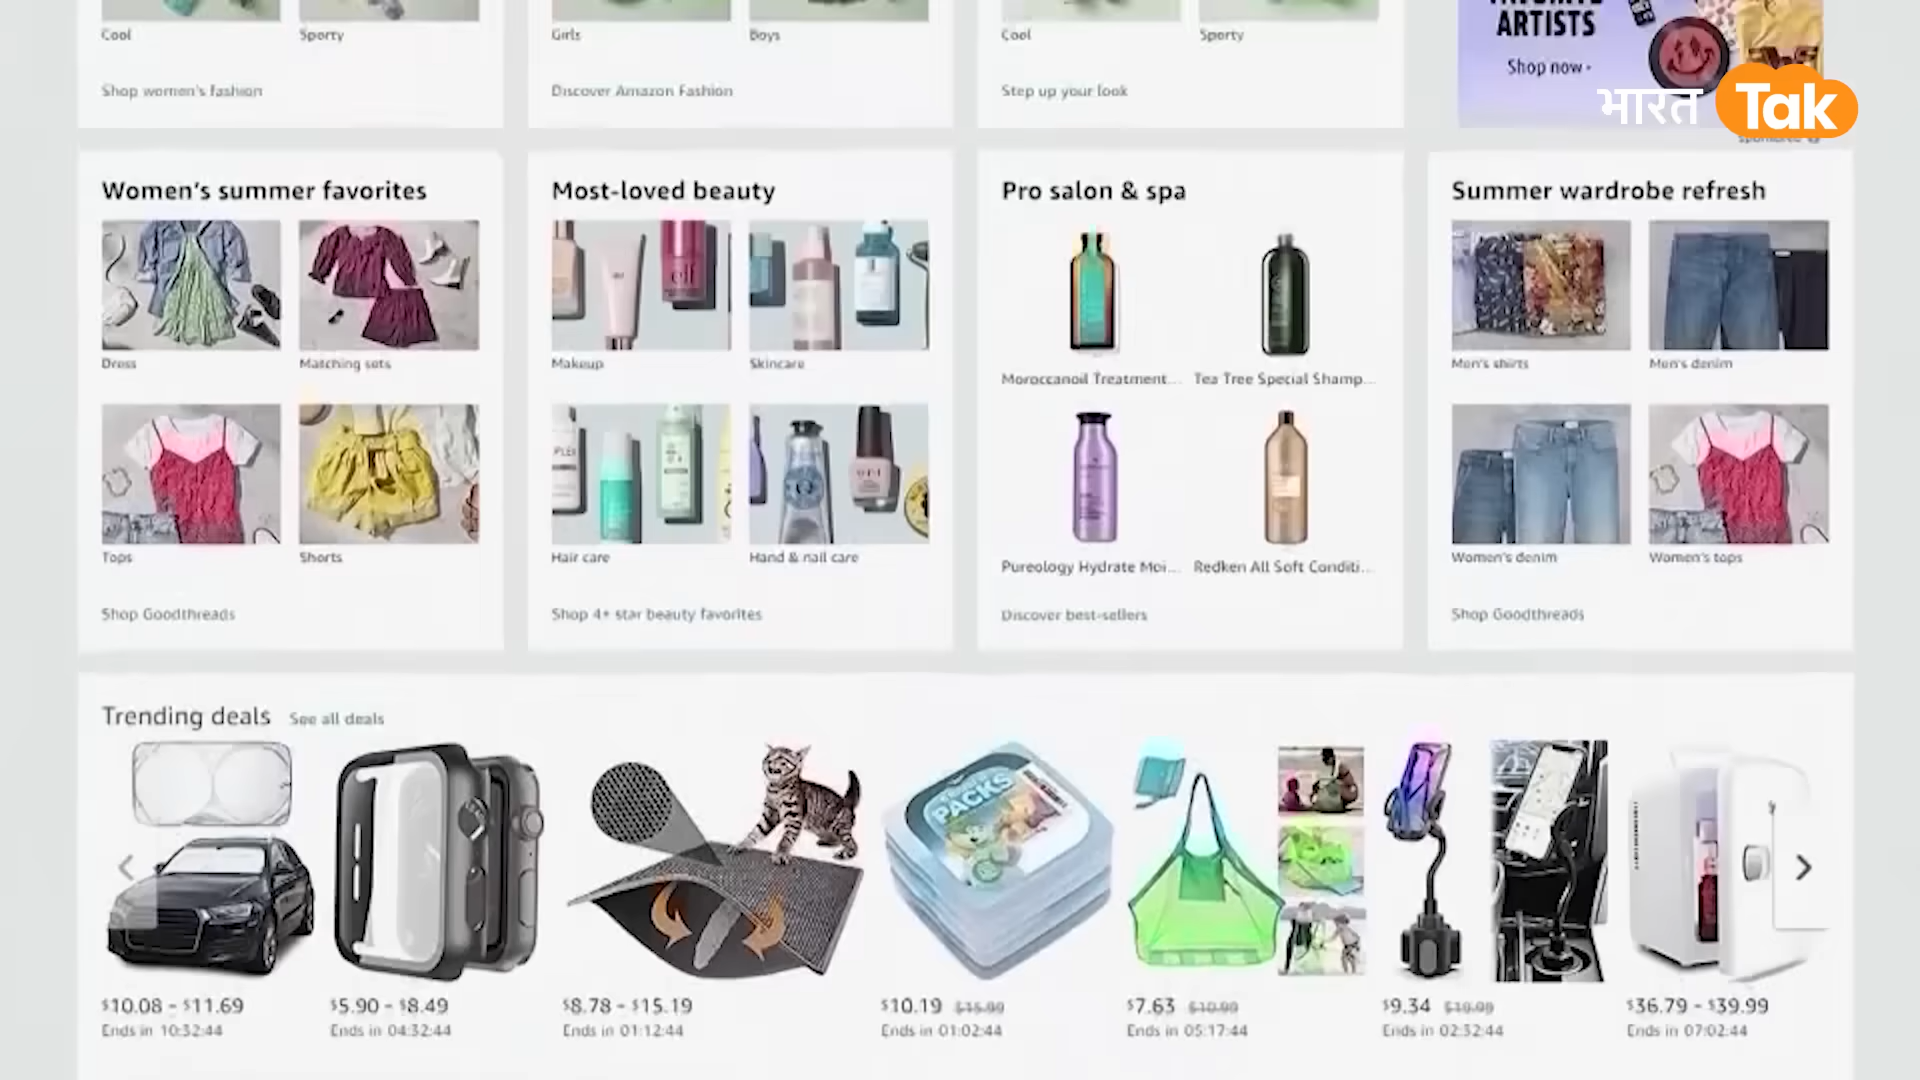 ARTISTS
Shop now ›
भारत Tak
Cool
Sporty
Girls
Boys
Cool
Sporty
Shop women's fashion
Discover Amazon Fashion
Step up your look
Women's summer favorites
Most-loved beauty
Pro salon & spa
Summer wardrobe refresh
elf
Dress
Matching sets
Makeup
Skincare
Moroccanoil Treatment...
Tea Tree Special Shamp...
Men's shirts
Men's denim
OPI
Tops
Shorts
Hair care
Hand & nail care
Pureology Hydrate Moi...
Redken All Soft Conditi...
Women's denim
Women's tops
Shop Goodthreads
Shop 4+ star beauty favorites
Discover best-sellers
Shop Goodthreads
Trending deals See all deals
PACKS
$10.08 - $11.69
Ends in 10:32:44
$5.90 - $8.49
Ends in 04:32:44
$8.78 - $15.19
Ends in 01:12:44
$10.19 $15.99
Ends in 01:02:44
$7.63 $10.99
Ends in 05:17:44
$9.34 $19.99
Ends in 02:32:44
$36.79 - $39.99
Ends in 07:02:44